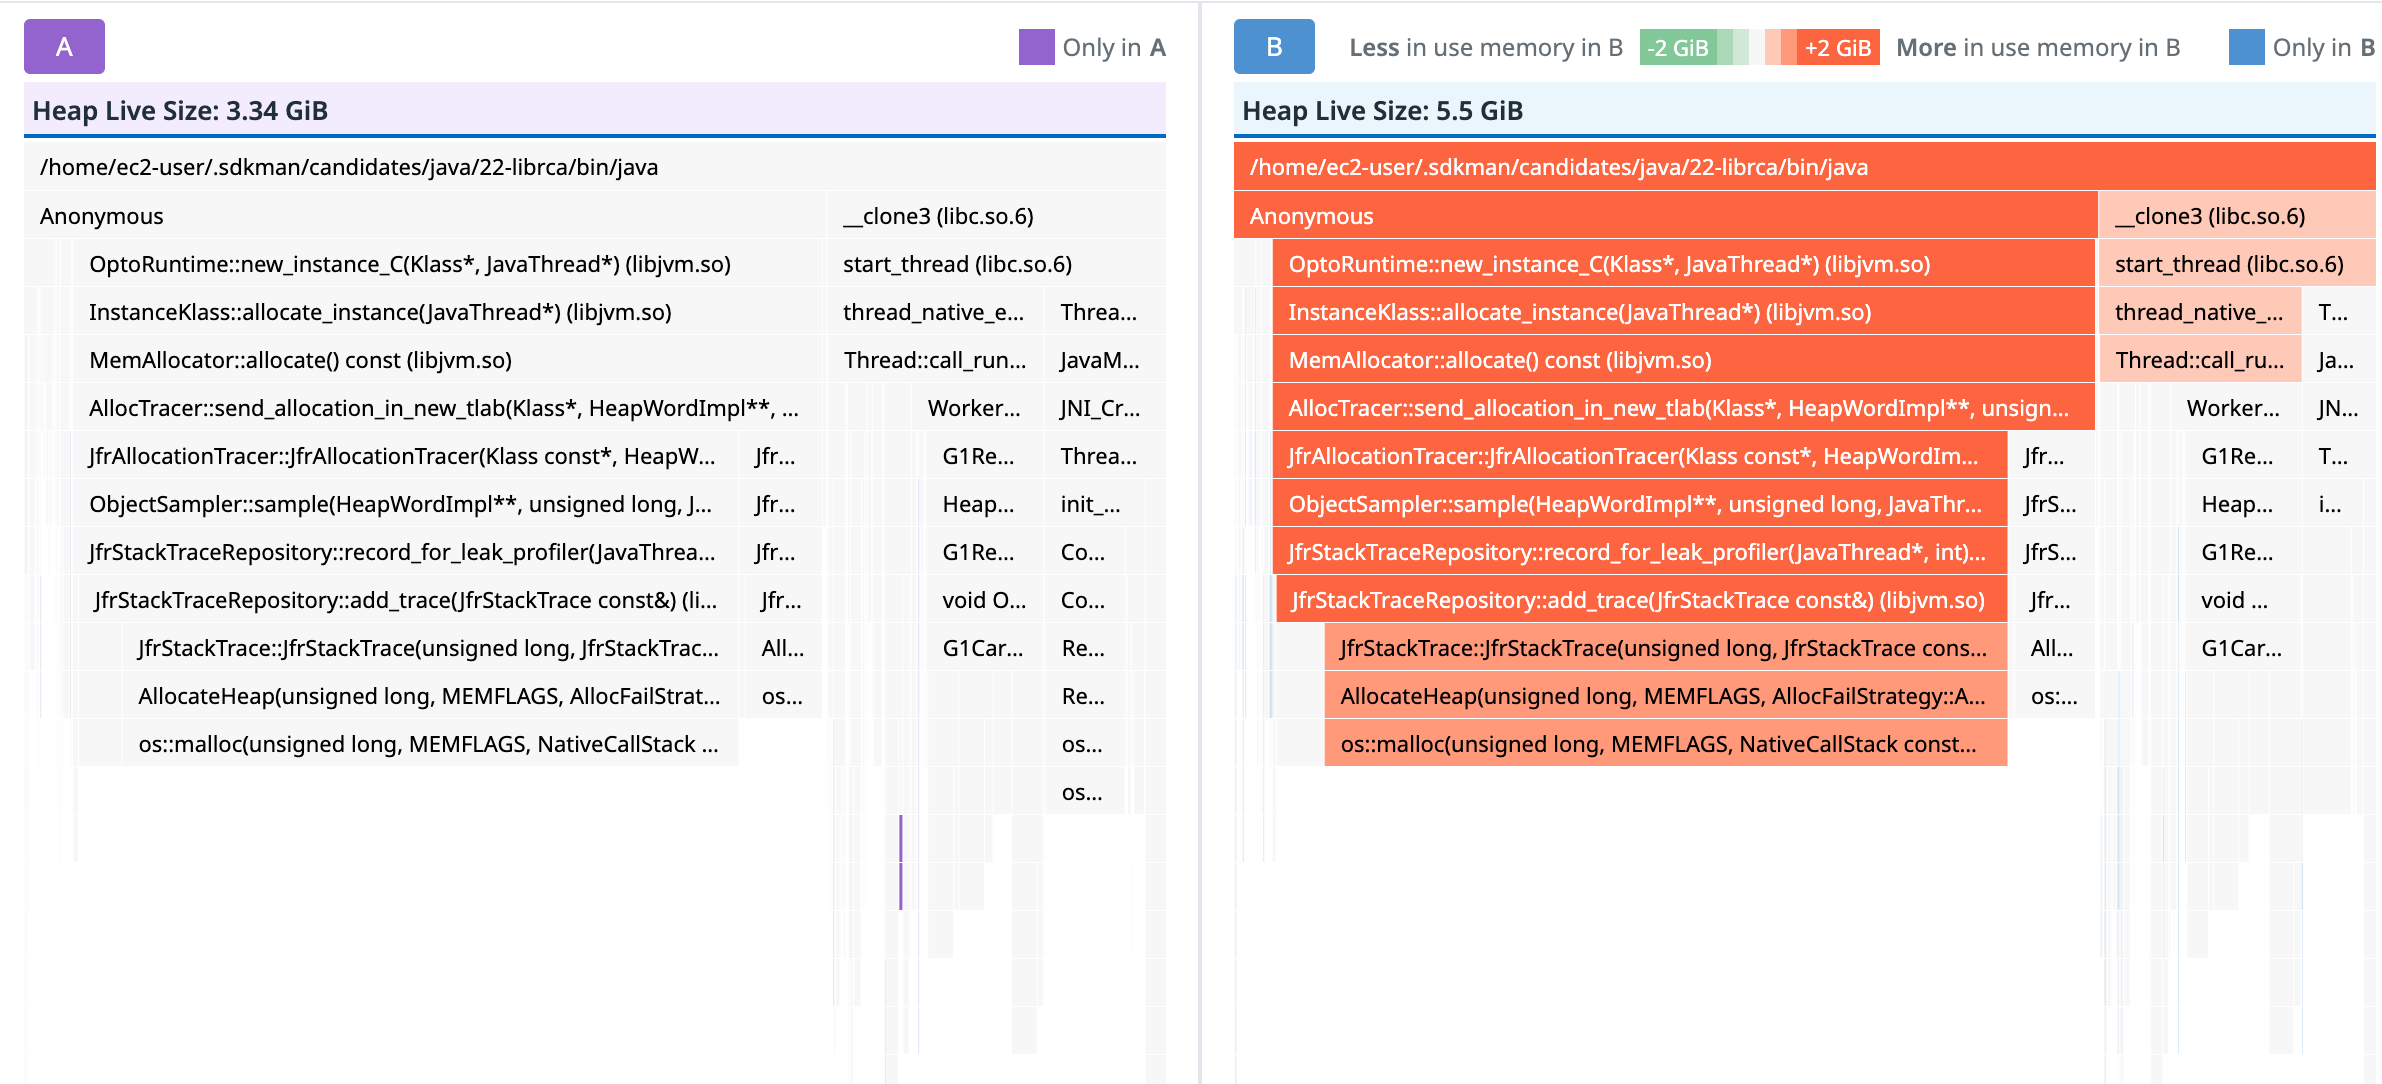 A
Only in A
Heap Live Size: 3.34 GiB
/home/ec2-user/.sdkman/candidates/java/22-librca/bin/java
Anonymous
__clone3 (libc.so.6)
OptoRuntime::new_instance_C(Klass*, JavaThread*) (libjvm.so)
start_thread (libc.so.6)
InstanceKlass::allocate_instance(JavaThread*) (libjvm.so)
thread_native_e...
Threa...
MemAllocator::allocate() const (libjvm.so)
Thread::call_run...
JavaM...
AllocTracer::send_allocation_in_new_tlab(Klass*, HeapWordImpl**, ...
Worker...
JNI_Cr...
JfrAllocationTracer::JfrAllocationTracer(Klass const*, HeapW...
Jfr...
G1Re...
Threa...
ObjectSampler::sample(HeapWordImpl**, unsigned long, J...
Jfr...
Heap...
init_...
JfrStackTraceRepository::record_for_leak_profiler(JavaThrea...
Jfr...
G1Re...
Co...
JfrStackTraceRepository::add_trace(JfrStackTrace const&) (li...
Jfr...
void O...
Co...
JfrStackTrace::JfrStackTrace(unsigned long, JfrStackTrac...
All...
G1Car...
Re...
AllocateHeap(unsigned long, MEMFLAGS, AllocFailStrat...
os...
Re...
os::malloc(unsigned long, MEMFLAGS, NativeCallStack ...
os...
os...
B
Less in use memory in B
-2 GiB
+2 GiB
More in use memory in B
Only in B
Heap Live Size: 5.5 GiB
/home/ec2-user/.sdkman/candidates/java/22-librca/bin/java
Anonymous
__clone3 (libc.so.6)
OptoRuntime::new_instance_C(Klass*, JavaThread*) (libjvm.so)
start_thread (libc.so.6)
InstanceKlass::allocate_instance(JavaThread*) (libjvm.so)
thread_native_...
T...
MemAllocator::allocate() const (libjvm.so)
Thread::call_ru...
Ja...
AllocTracer::send_allocation_in_new_tlab(Klass*, HeapWordImpl**, unsign...
Worker...
JN...
JfrAllocationTracer::JfrAllocationTracer(Klass const*, HeapWordIm...
Jfr...
G1Re...
T...
ObjectSampler::sample(HeapWordImpl**, unsigned long, JavaThr...
JfrS...
Heap...
i...
JfrStackTraceRepository::record_for_leak_profiler(JavaThread*, int)...
JfrS...
G1Re...
JfrStackTraceRepository::add_trace(JfrStackTrace const&) (libjvm.so)
Jfr...
void ...
JfrStackTrace::JfrStackTrace(unsigned long, JfrStackTrace cons...
All...
G1Car...
AllocateHeap(unsigned long, MEMFLAGS, AllocFailStrategy::A...
os:...
os::malloc(unsigned long, MEMFLAGS, NativeCallStack const...